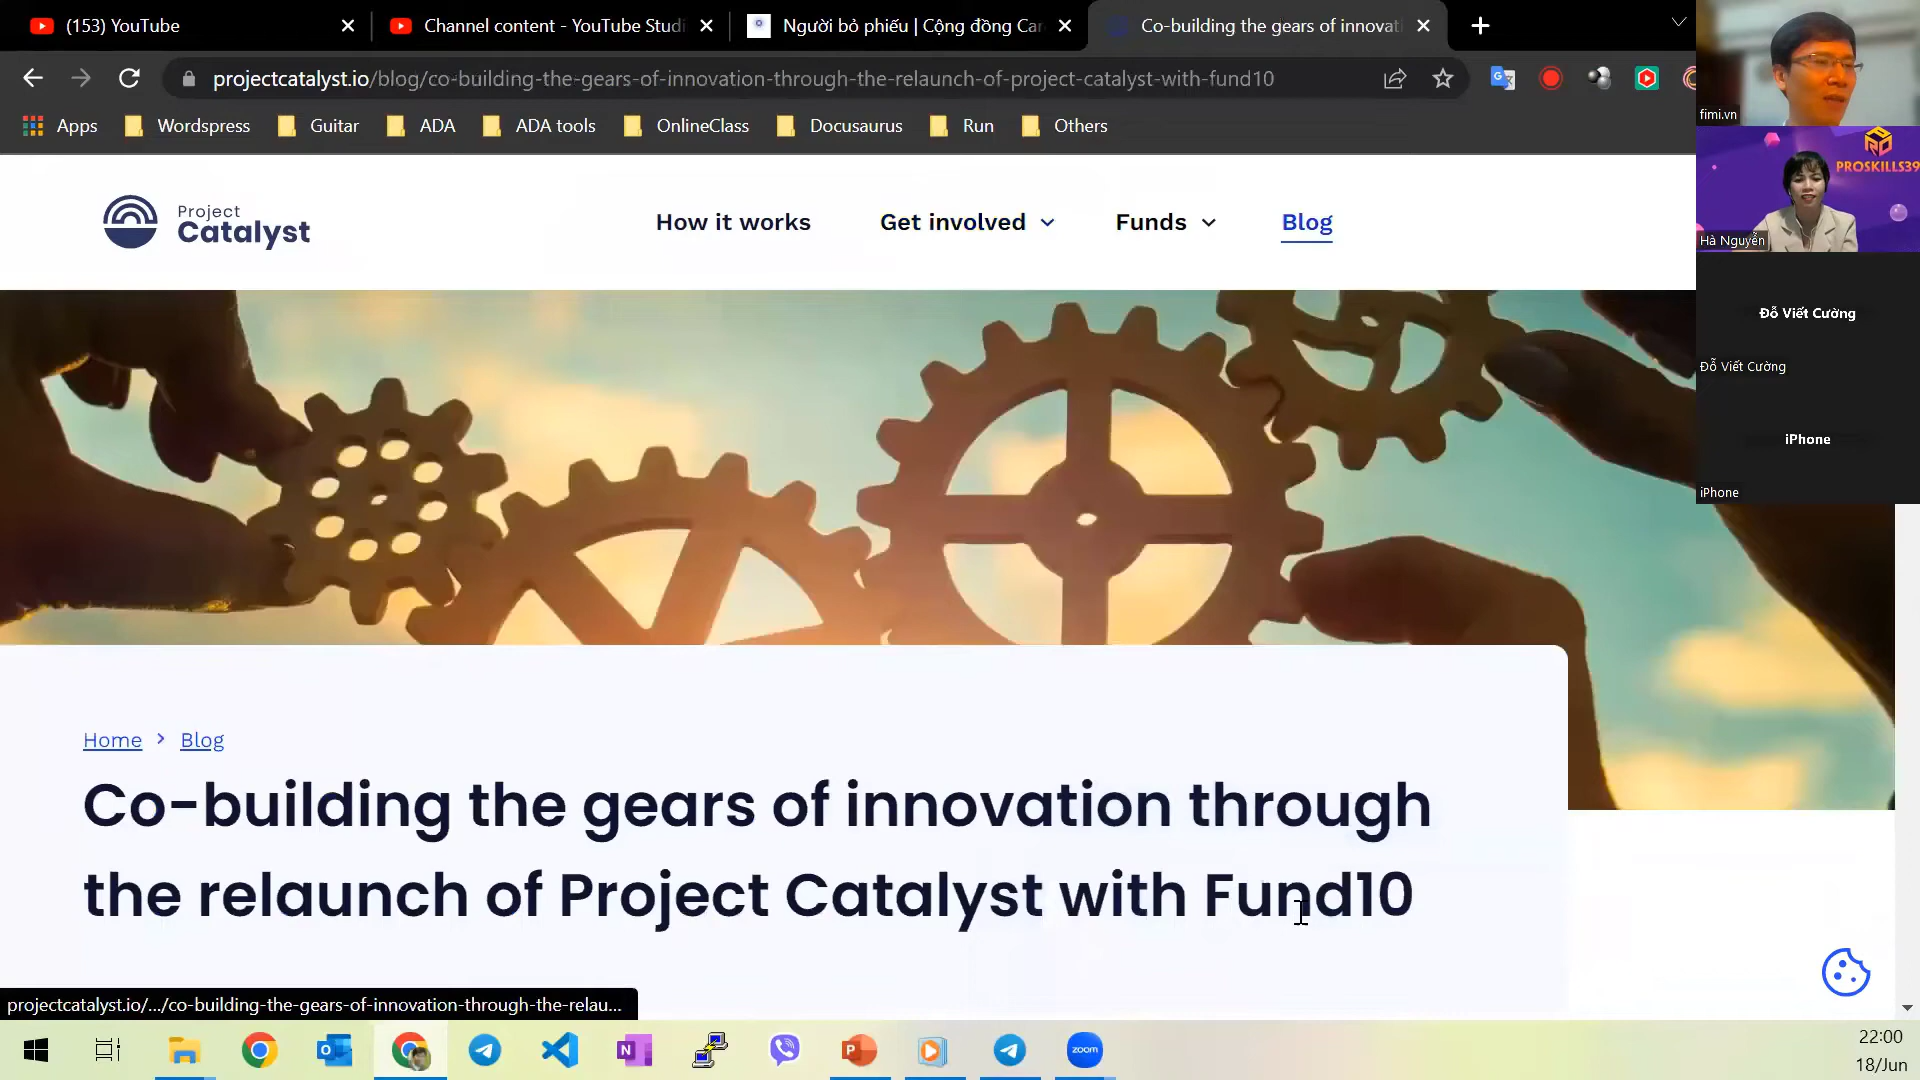 (153) YouTube
Channel content - YouTube Studi
Người bỏ phiếu | Cộng đồng Car
Co-building the gears of innovat
projectcatalyst.io/blog/co-building-the-gears-of-innovation-through-the-relaunch-of-project-catalyst-with-fund10
Apps
Wordspress
Guitar
ADA
ADA tools
OnlineClass
Docusaurus
Run
Others
fimi.vn
PROSKILLS39
Hà Nguyễn
Đỗ Viết Cường
Đỗ Viết Cường
iPhone
iPhone
Project
Catalyst
How it works
Get involved
Funds
Blog
Home > Blog
Co-building the gears of innovation through
the relaunch of Project Catalyst with Fund10
projectcatalyst.io/.../co-building-the-gears-of-innovation-through-the-relau...
zoom
22:00
18/Jun